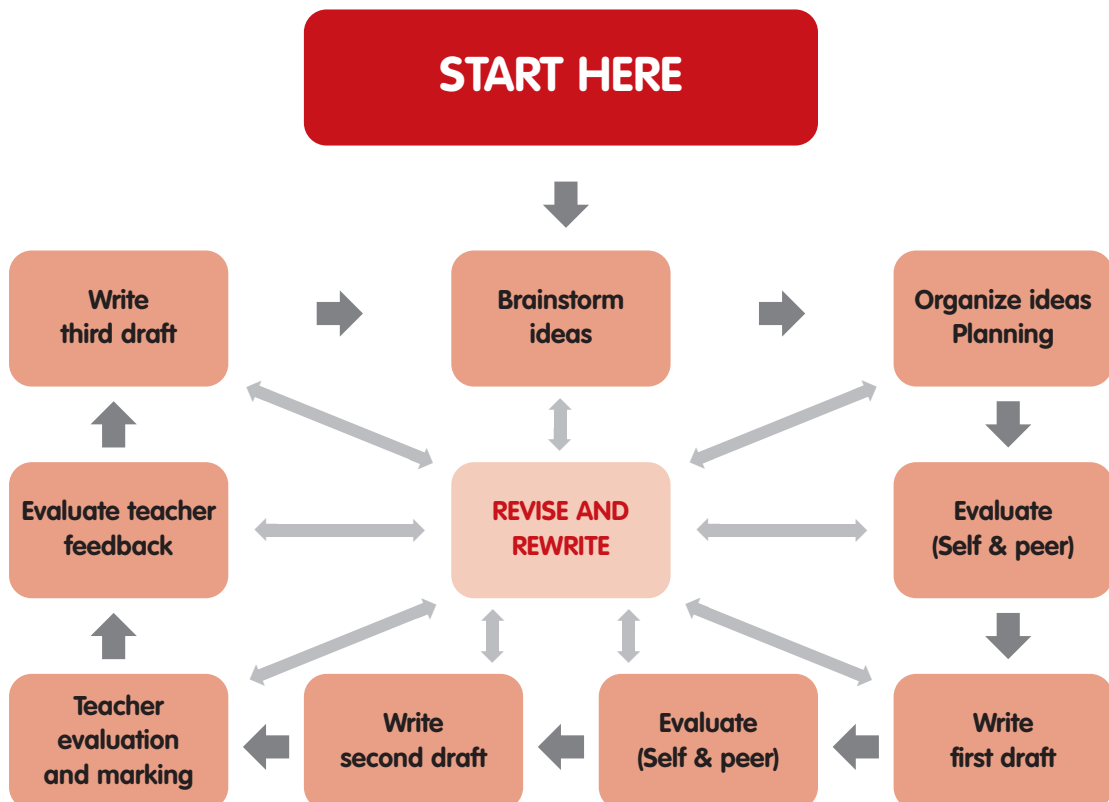 START HERE
Write
third draft
Brainstorm
ideas
Organize ideas
Planning
Evaluate teacher
feedback
REVISE AND
REWRITE
Evaluate
(Self & peer)
Teacher
evaluation
and marking
Write
second draft
Evaluate
(Self & peer)
Write
first draft